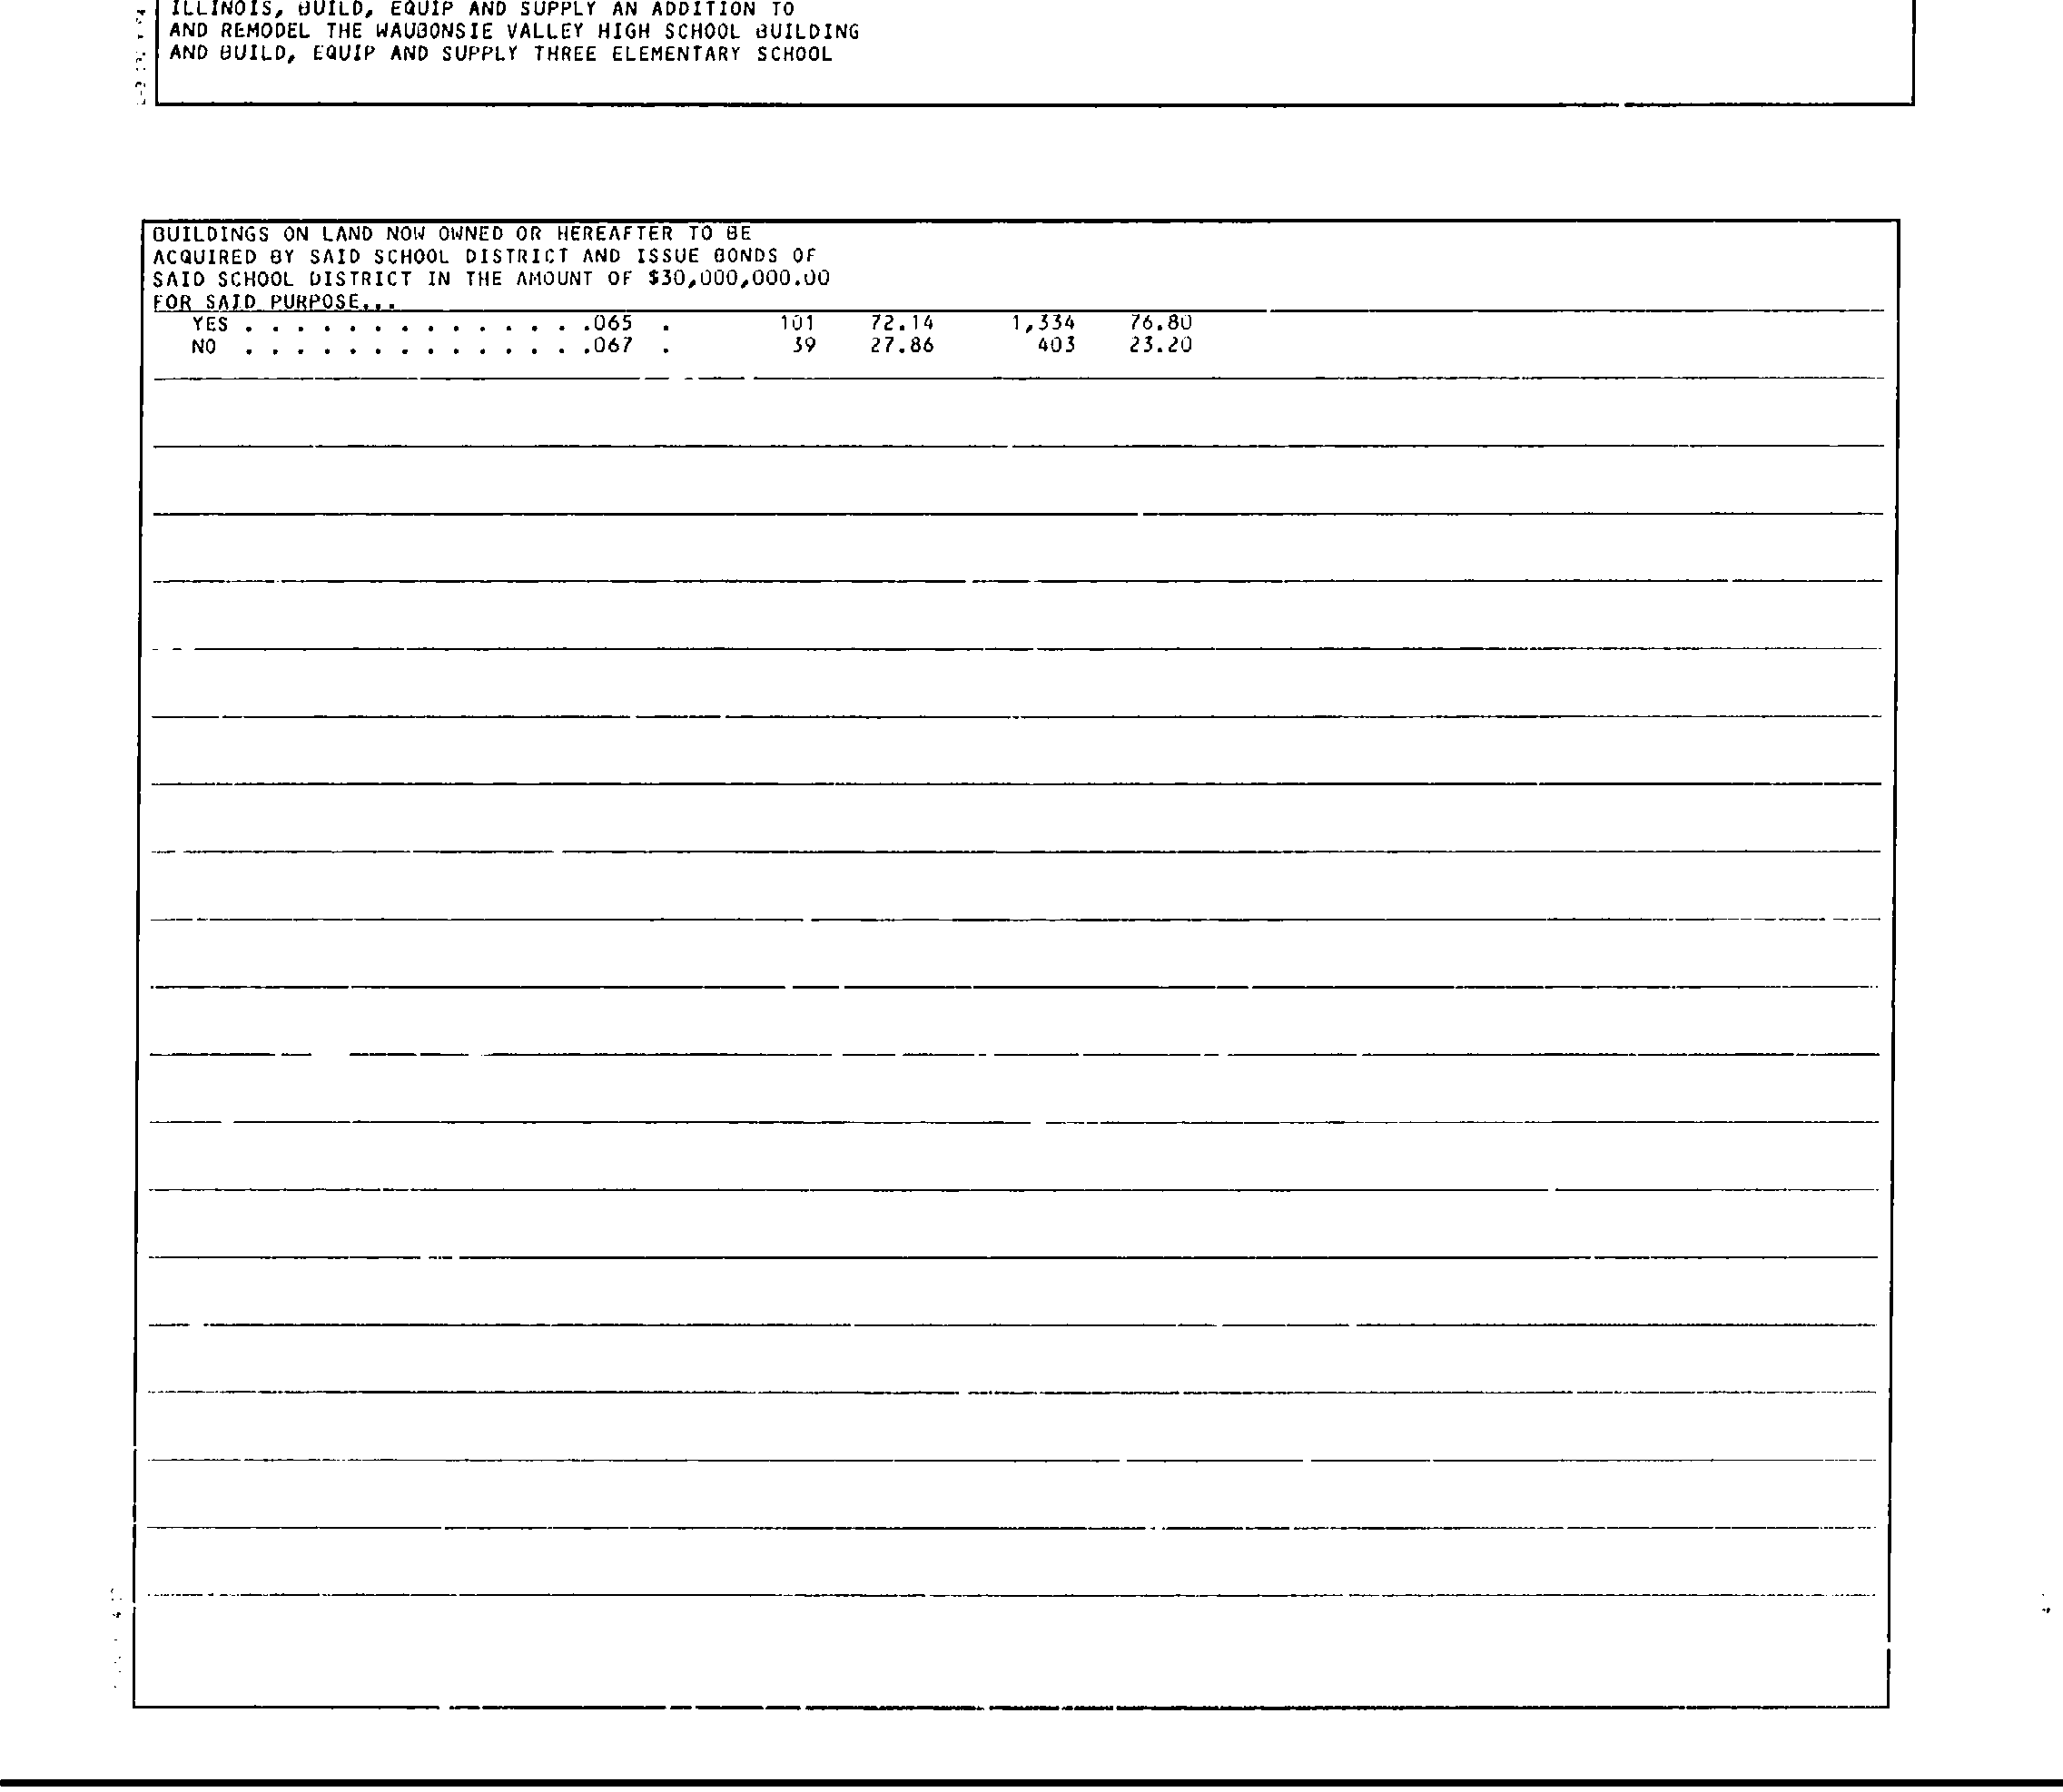 ILLINOIS, BUILD, EQUIP AND SUPPLY AN ADDITION TO
AND REMODEL THE WAUBONSIE VALLEY HIGH SCHOOL BUILDING
AND BUILD, EQUIP AND SUPPLY THREE ELEMENTARY SCHOOL
BUILDINGS ON LAND NOW OWNED OR HEREAFTER TO BE
ACQUIRED BY SAID SCHOOL DISTRICT AND ISSUE BONDS OF
SAID SCHOOL DISTRICT IN THE AMOUNT OF $30,000,000.00
FOR SAID PURPOSE...
YES . . . . . . . . . . . . . .065 . 101 72.14 1,334 76.80
NO . . . . . . . . . . . . . .067 . 39 27.86 403 23.20